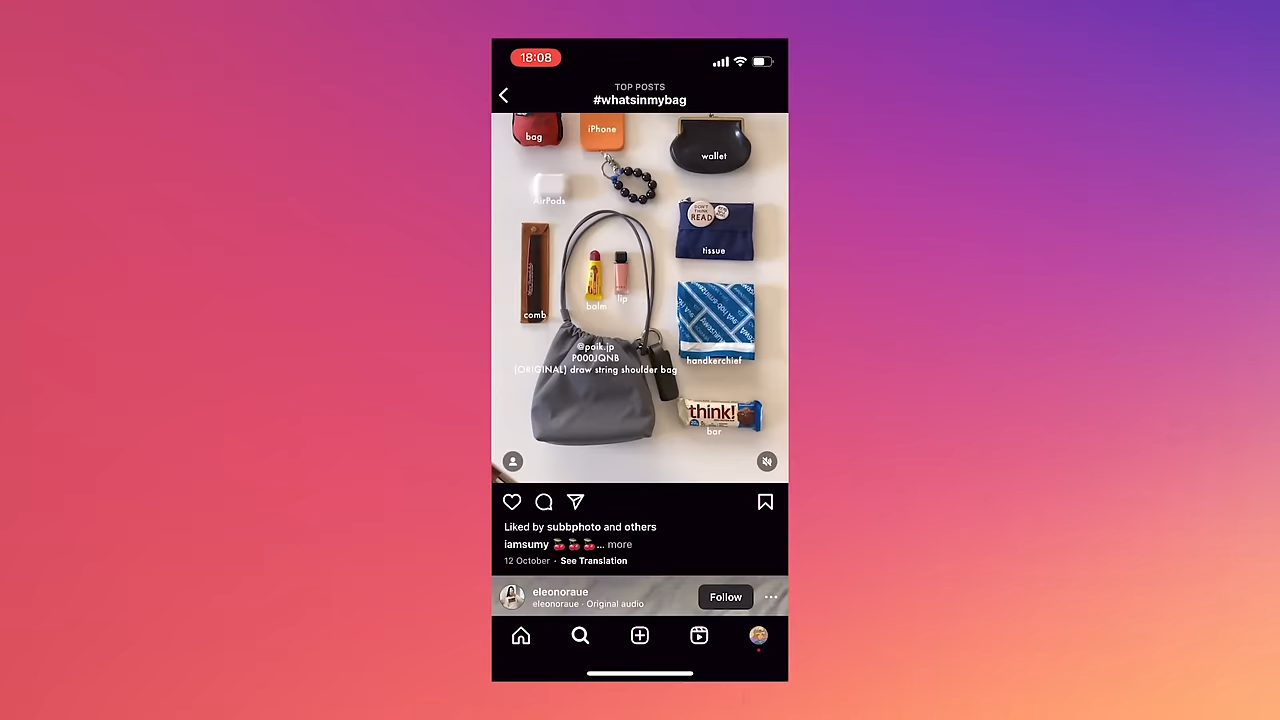 18:08
TOP POSTS
#whatsinmybag
bag
iPhone
wallet
AirPods
DON'T
THINK
READ
tissue
balm
lip
comb
@poik.jp
P000JQNB
(ORIGINAL) draw string shoulder bag
handkerchief
think!
bar
Liked by subbphoto and others
iamsumy 🍒🍒🍒... more
12 October · See Translation
eleonoraue
eleonoraue · Original audio
Follow